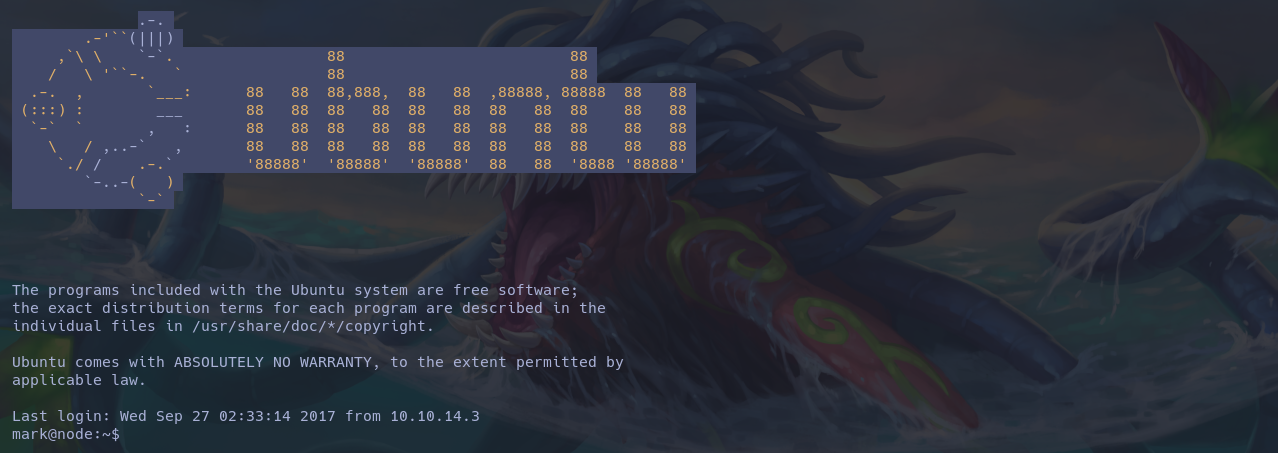 .-.
        .-'``(|||)
     ,`\ \    `-`.                 88                         88
    /   \ '``-.   `                88                         88
  .-.  ,       `___:      88   88  88,888,  88   88  ,88888, 88888  88   88
 (:::) :        ___       88   88  88   88  88   88  88   88  88    88   88
  `-`  `       ,   :      88   88  88   88  88   88  88   88  88    88   88
    \   / ,..-`   ,       88   88  88   88  88   88  88   88  88    88   88
     `./ /    .-.`        '88888'  '88888'  '88888'  88   88  '8888 '88888'
        `-..-(   )
              `-`
The programs included with the Ubuntu system are free software;
the exact distribution terms for each program are described in the
individual files in /usr/share/doc/*/copyright.
Ubuntu comes with ABSOLUTELY NO WARRANTY, to the extent permitted by
applicable law.
Last login: Wed Sep 27 02:33:14 2017 from 10.10.14.3
mark@node:~$